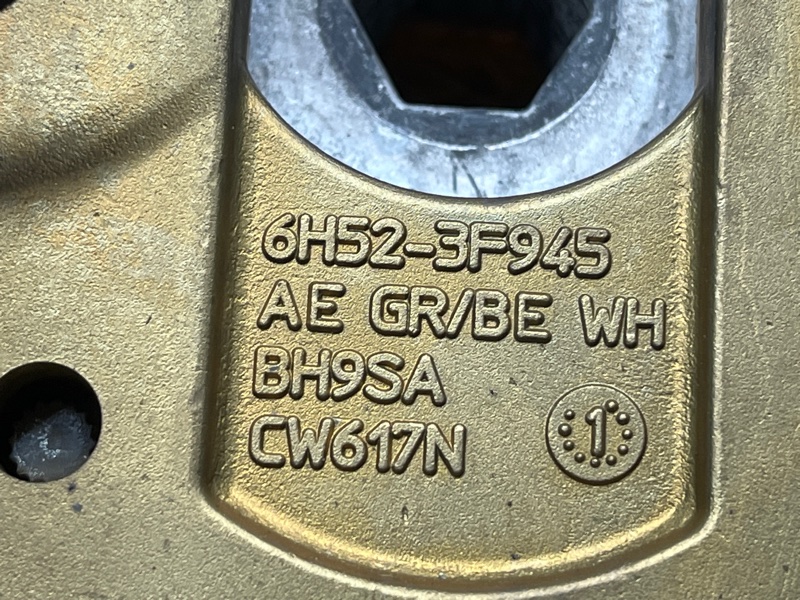 6H52-3F945
AE GR/BE WH
BH9SA
CW617N
1